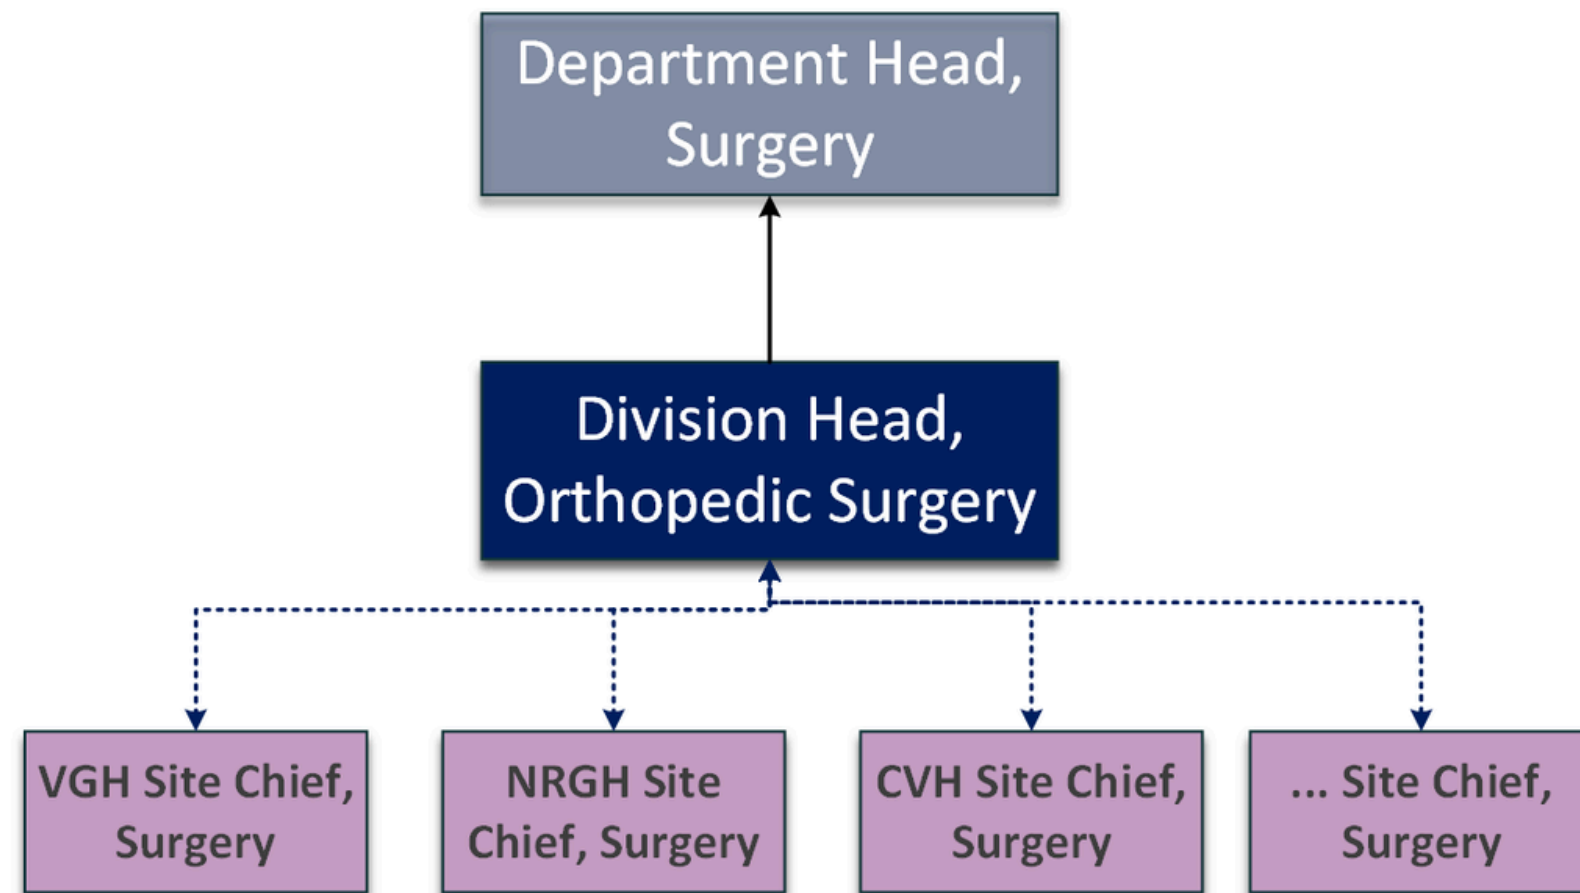 Department Head,
Surgery
Division Head,
Orthopedic Surgery
VGH Site Chief,
Surgery
NRGH Site
Chief, Surgery
CVH Site Chief,
Surgery
... Site Chief,
Surgery